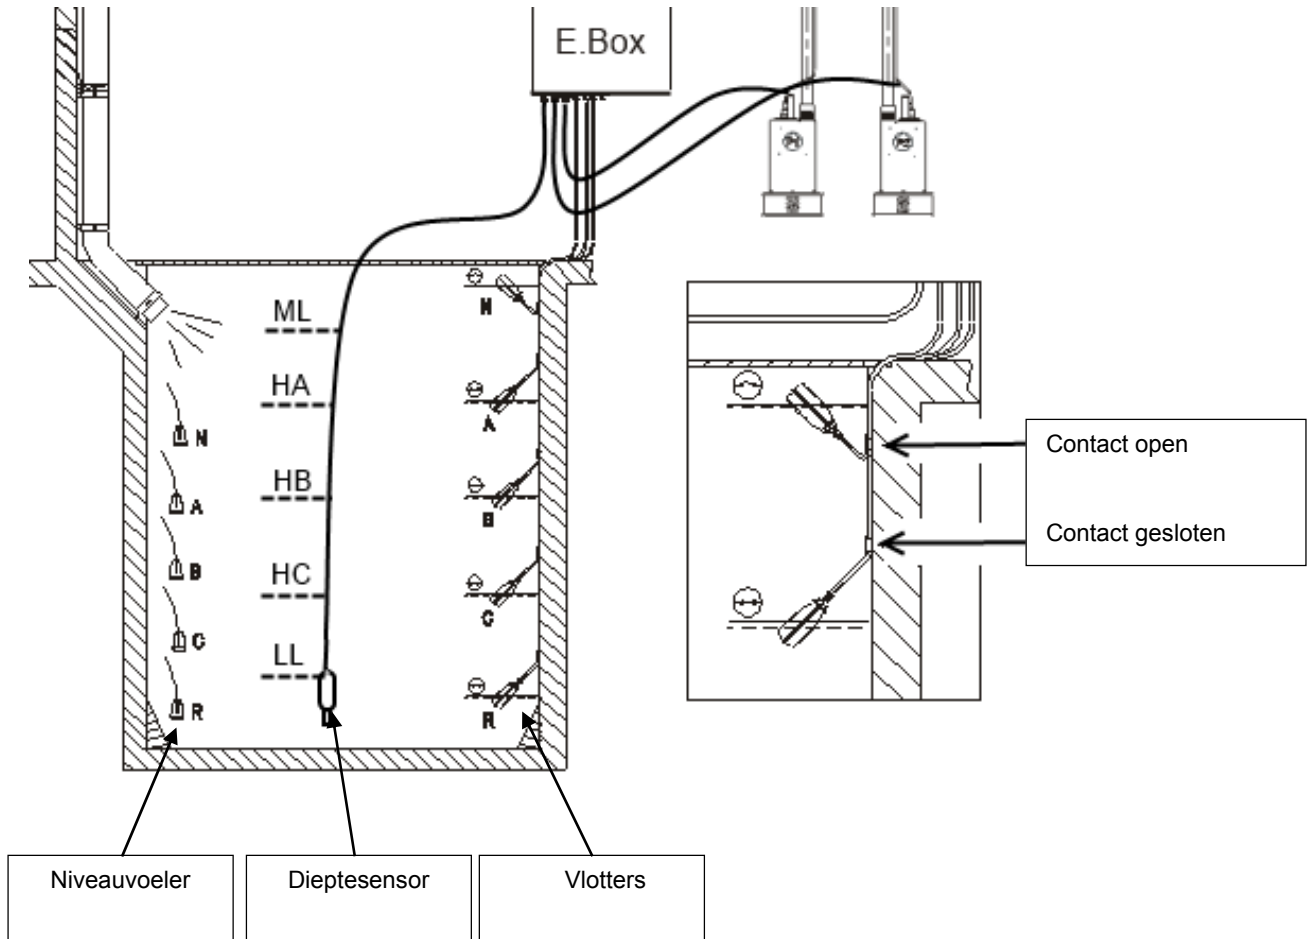 E.Box
ML
HA
HB
HC
LL
N
A
B
C
R
N
A
B
C
R
Contact open
Contact gesloten
Niveauvoeler
Dieptesensor
Vlotters